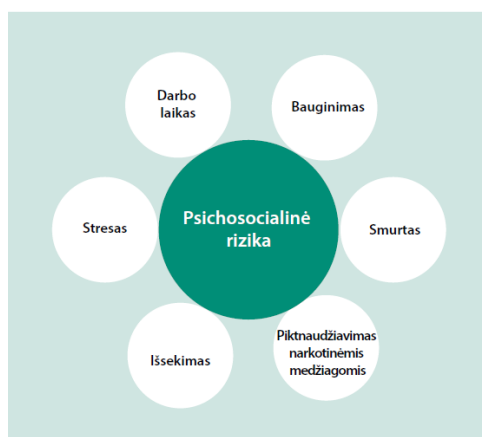 Darbo
laikas
Bauginimas
Stresas
Psichosocialinė
rizika
Smurtas
Išsekimas
Piktnaudžiavimas
narkotinėmis
medžiagomis